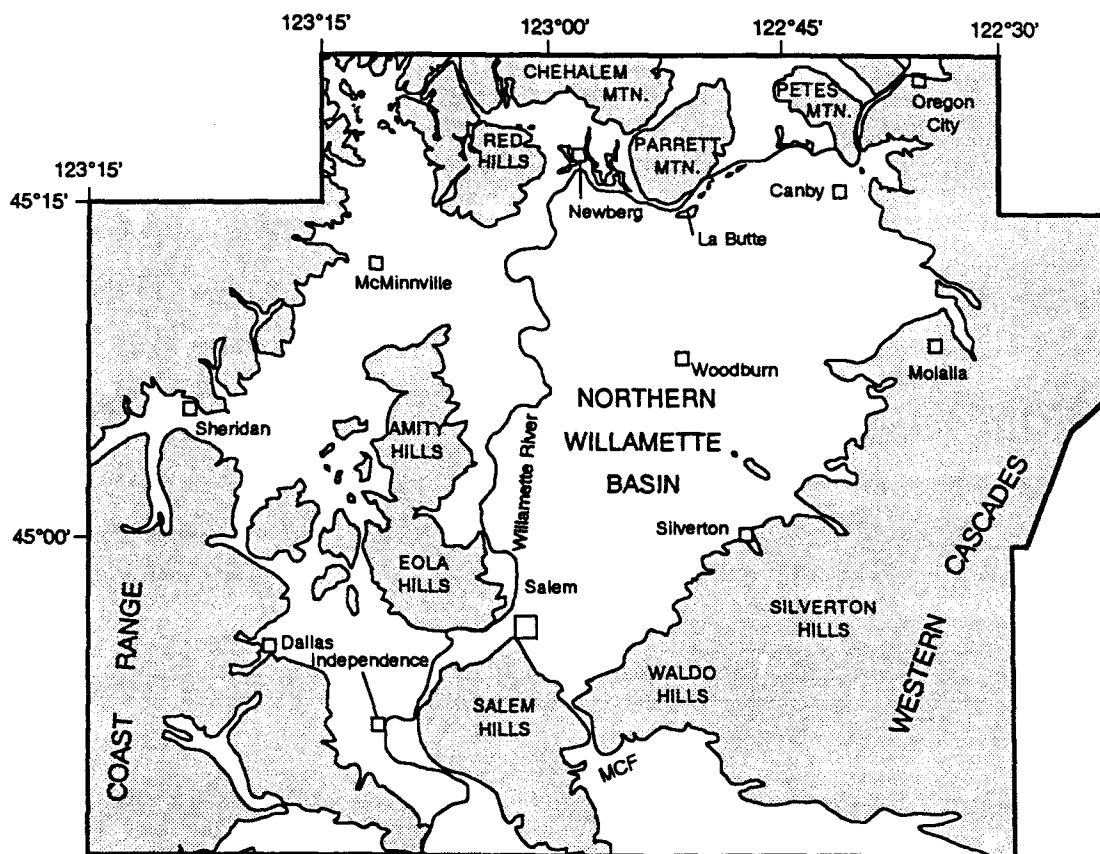 123°15'
123°00'
122°45'
122°30'
CHEHALEM
MTN.
PETES
MTN.
Oregon
City
RED
HILLS
PARRETT
MTN.
123°15'
45°15'
Canby
Newberg
La Butte
McMinnville
Woodburn
Molalla
NORTHERN
WILLAMETTE
BASIN
Sheridan
AMITY
HILLS
Willamette River
45°00'
Silverton
EOLA
HILLS
Salem
WESTERN CASCADES
SILVERTON
HILLS
COAST RANGE
Dallas
Independence
WALDO
HILLS
SALEM
HILLS
MCF